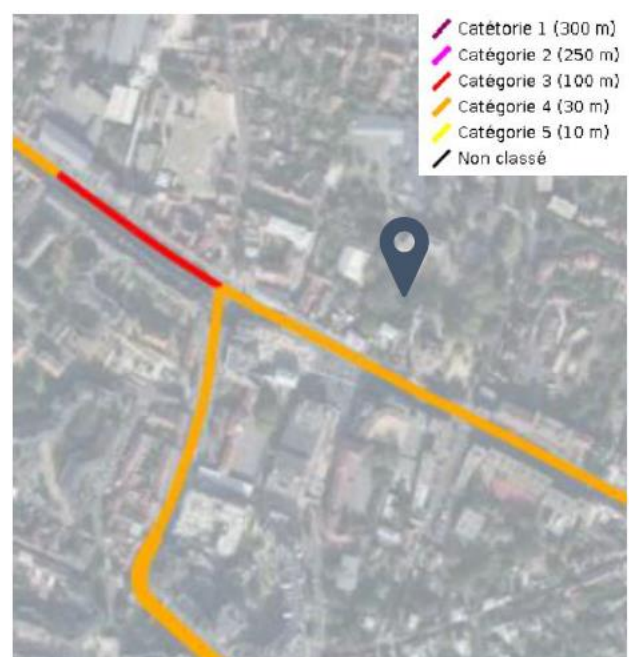 Catétorie 1 (300 m)
Catégorie 2 (250 m)
Catégorie 3 (100 m)
Catégorie 4 (30 m)
Catégorie 5 (10 m)
Non classé